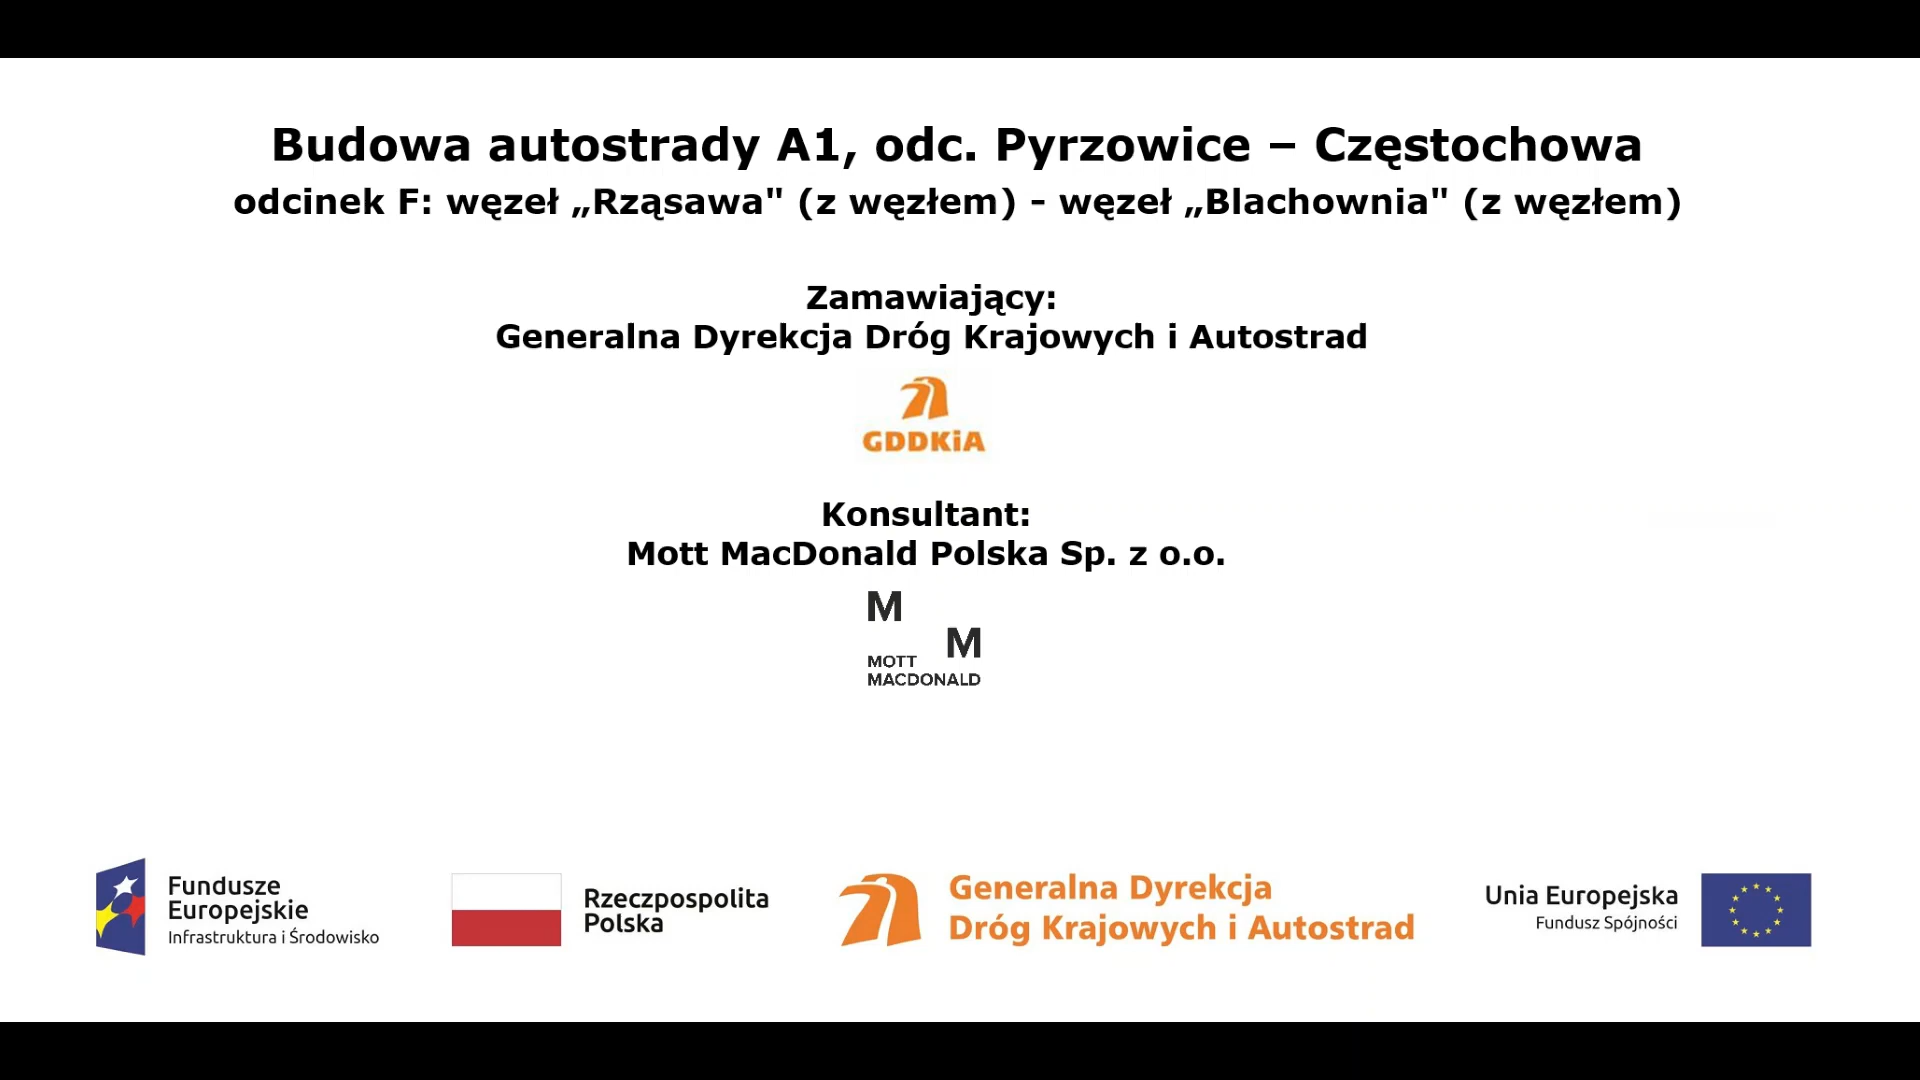 Budowa autostrady A1, odc. Pyrzowice – Częstochowa
odcinek F: węzeł „Rząsawa" (z węzłem) - węzeł „Blachownia" (z węzłem)
Zamawiający:
Generalna Dyrekcja Dróg Krajowych i Autostrad
GDDKiA
Konsultant:
Mott MacDonald Polska Sp. z o.o.
M
M
MOTT
MACDONALD
Fundusze
Europejskie
Infrastruktura i Środowisko
Rzeczpospolita
Polska
Generalna Dyrekcja
Dróg Krajowych i Autostrad
Unia Europejska
Fundusz Spójności